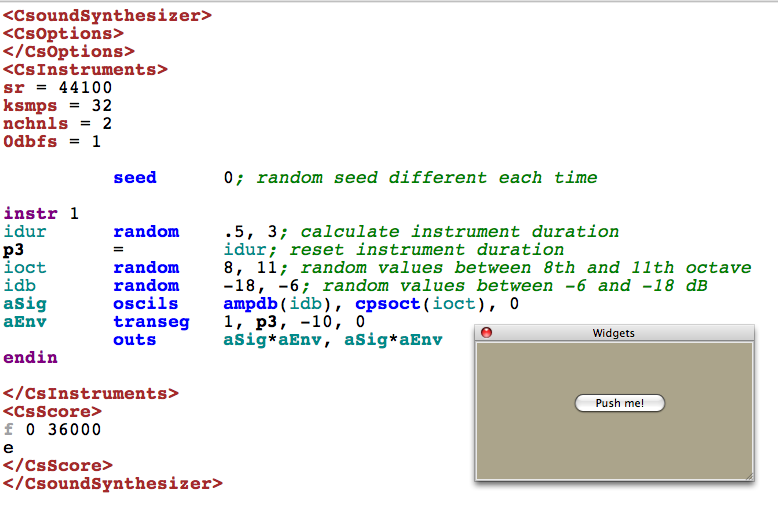 <CsoundSynthesizer>
<CsOptions>
</CsOptions>
<CsInstruments>
sr = 44100
ksmps = 32
nchnls = 2
0dbfs = 1
seed 0; random seed different each time
instr 1
idur random .5, 3; calculate instrument duration
p3 = idur; reset instrument duration
ioct random 8, 11; random values between 8th and 11th octave
idb random -18, -6; random values between -6 and -18 dB
aSig oscils ampdb(idb), cpsoct(ioct), 0
aEnv transeg 1, p3, -10, 0
outs aSig*aEnv, aSig*aEnv
endin
Widgets
Push me!
</CsInstruments>
<CsScore>
f 0 36000
e
</CsScore>
</CsoundSynthesizer>